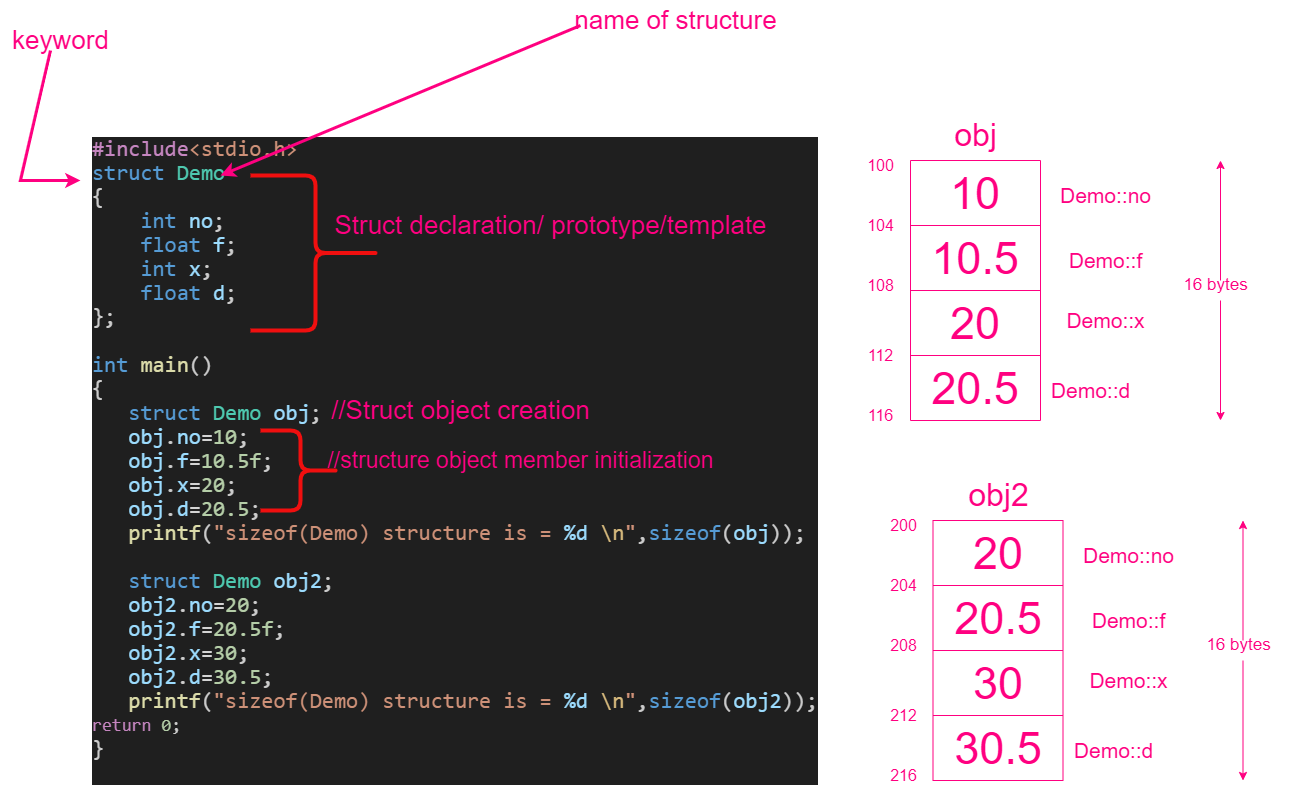 name of structure
keyword
#include<stdio.h>
struct Demo
{
    int no;
    float f;
    int x;
    float d;
};
Struct declaration/ prototype/template
int main()
{
   struct Demo obj; //Struct object creation
   obj.no=10;
   obj.f=10.5f;
   obj.x=20;
   obj.d=20.5;
//structure object member initialization
   printf("sizeof(Demo) structure is = %d \n",sizeof(obj));
   struct Demo obj2;
   obj2.no=20;
   obj2.f=20.5f;
   obj2.x=30;
   obj2.d=30.5;
   printf("sizeof(Demo) structure is = %d \n",sizeof(obj2));
return 0;
}
obj
100
10 Demo::no
104
10.5 Demo::f
108
16 bytes
20 Demo::x
112
20.5 Demo::d
116
obj2
200
20 Demo::no
204
20.5 Demo::f
208
16 bytes
30 Demo::x
212
30.5 Demo::d
216